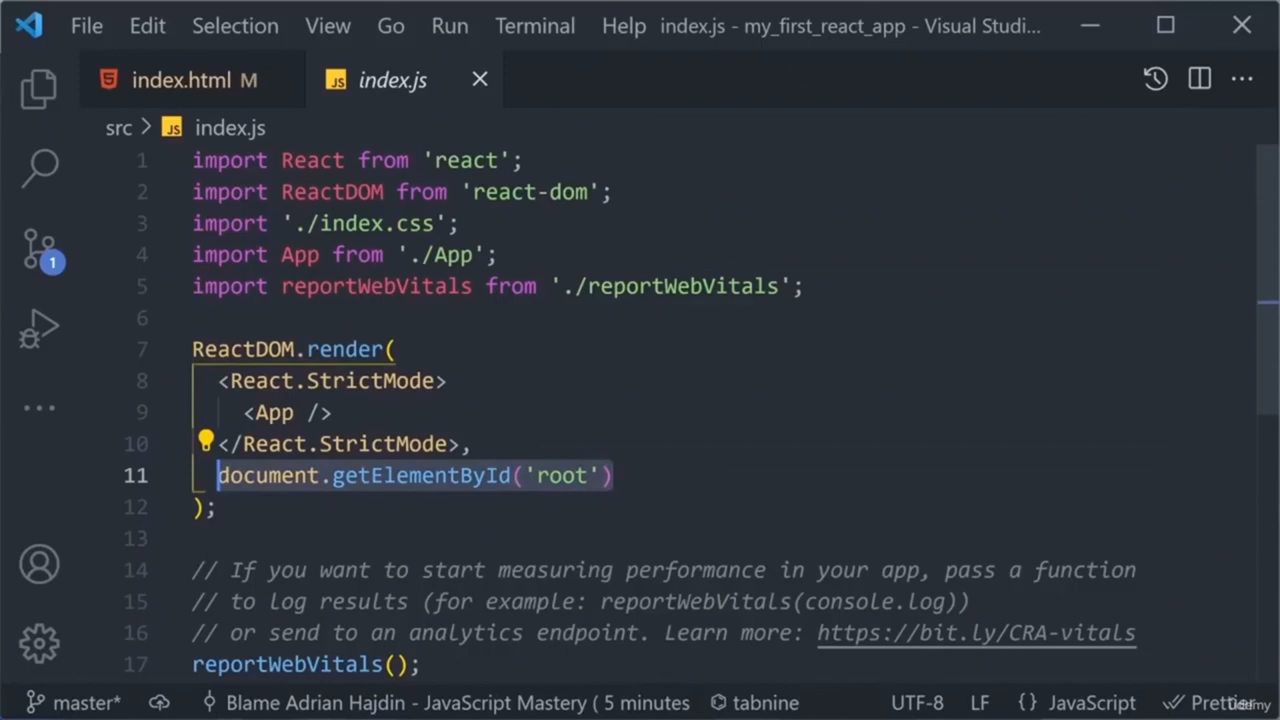 File Edit Selection View Go Run Terminal Help index.js - my_first_react_app - Visual Studi...
index.html M index.js
src > JS index.js
1 import React from 'react';
2 import ReactDOM from 'react-dom';
3 import './index.css';
4 import App from './App';
5 import reportWebVitals from './reportWebVitals';
6
7 ReactDOM.render(
8 <React.StrictMode>
9 <App />
10 </React.StrictMode>,
11 document.getElementById('root')
12 );
13
14 // If you want to start measuring performance in your app, pass a function
15 // to log results (for example: reportWebVitals(console.log))
16 // or send to an analytics endpoint. Learn more: https://bit.ly/CRA-vitals
17 reportWebVitals();
1
master* Blame Adrian Hajdin - JavaScript Mastery ( 5 minutes tabnine UTF-8 LF {} JavaScript Prettier
udemy